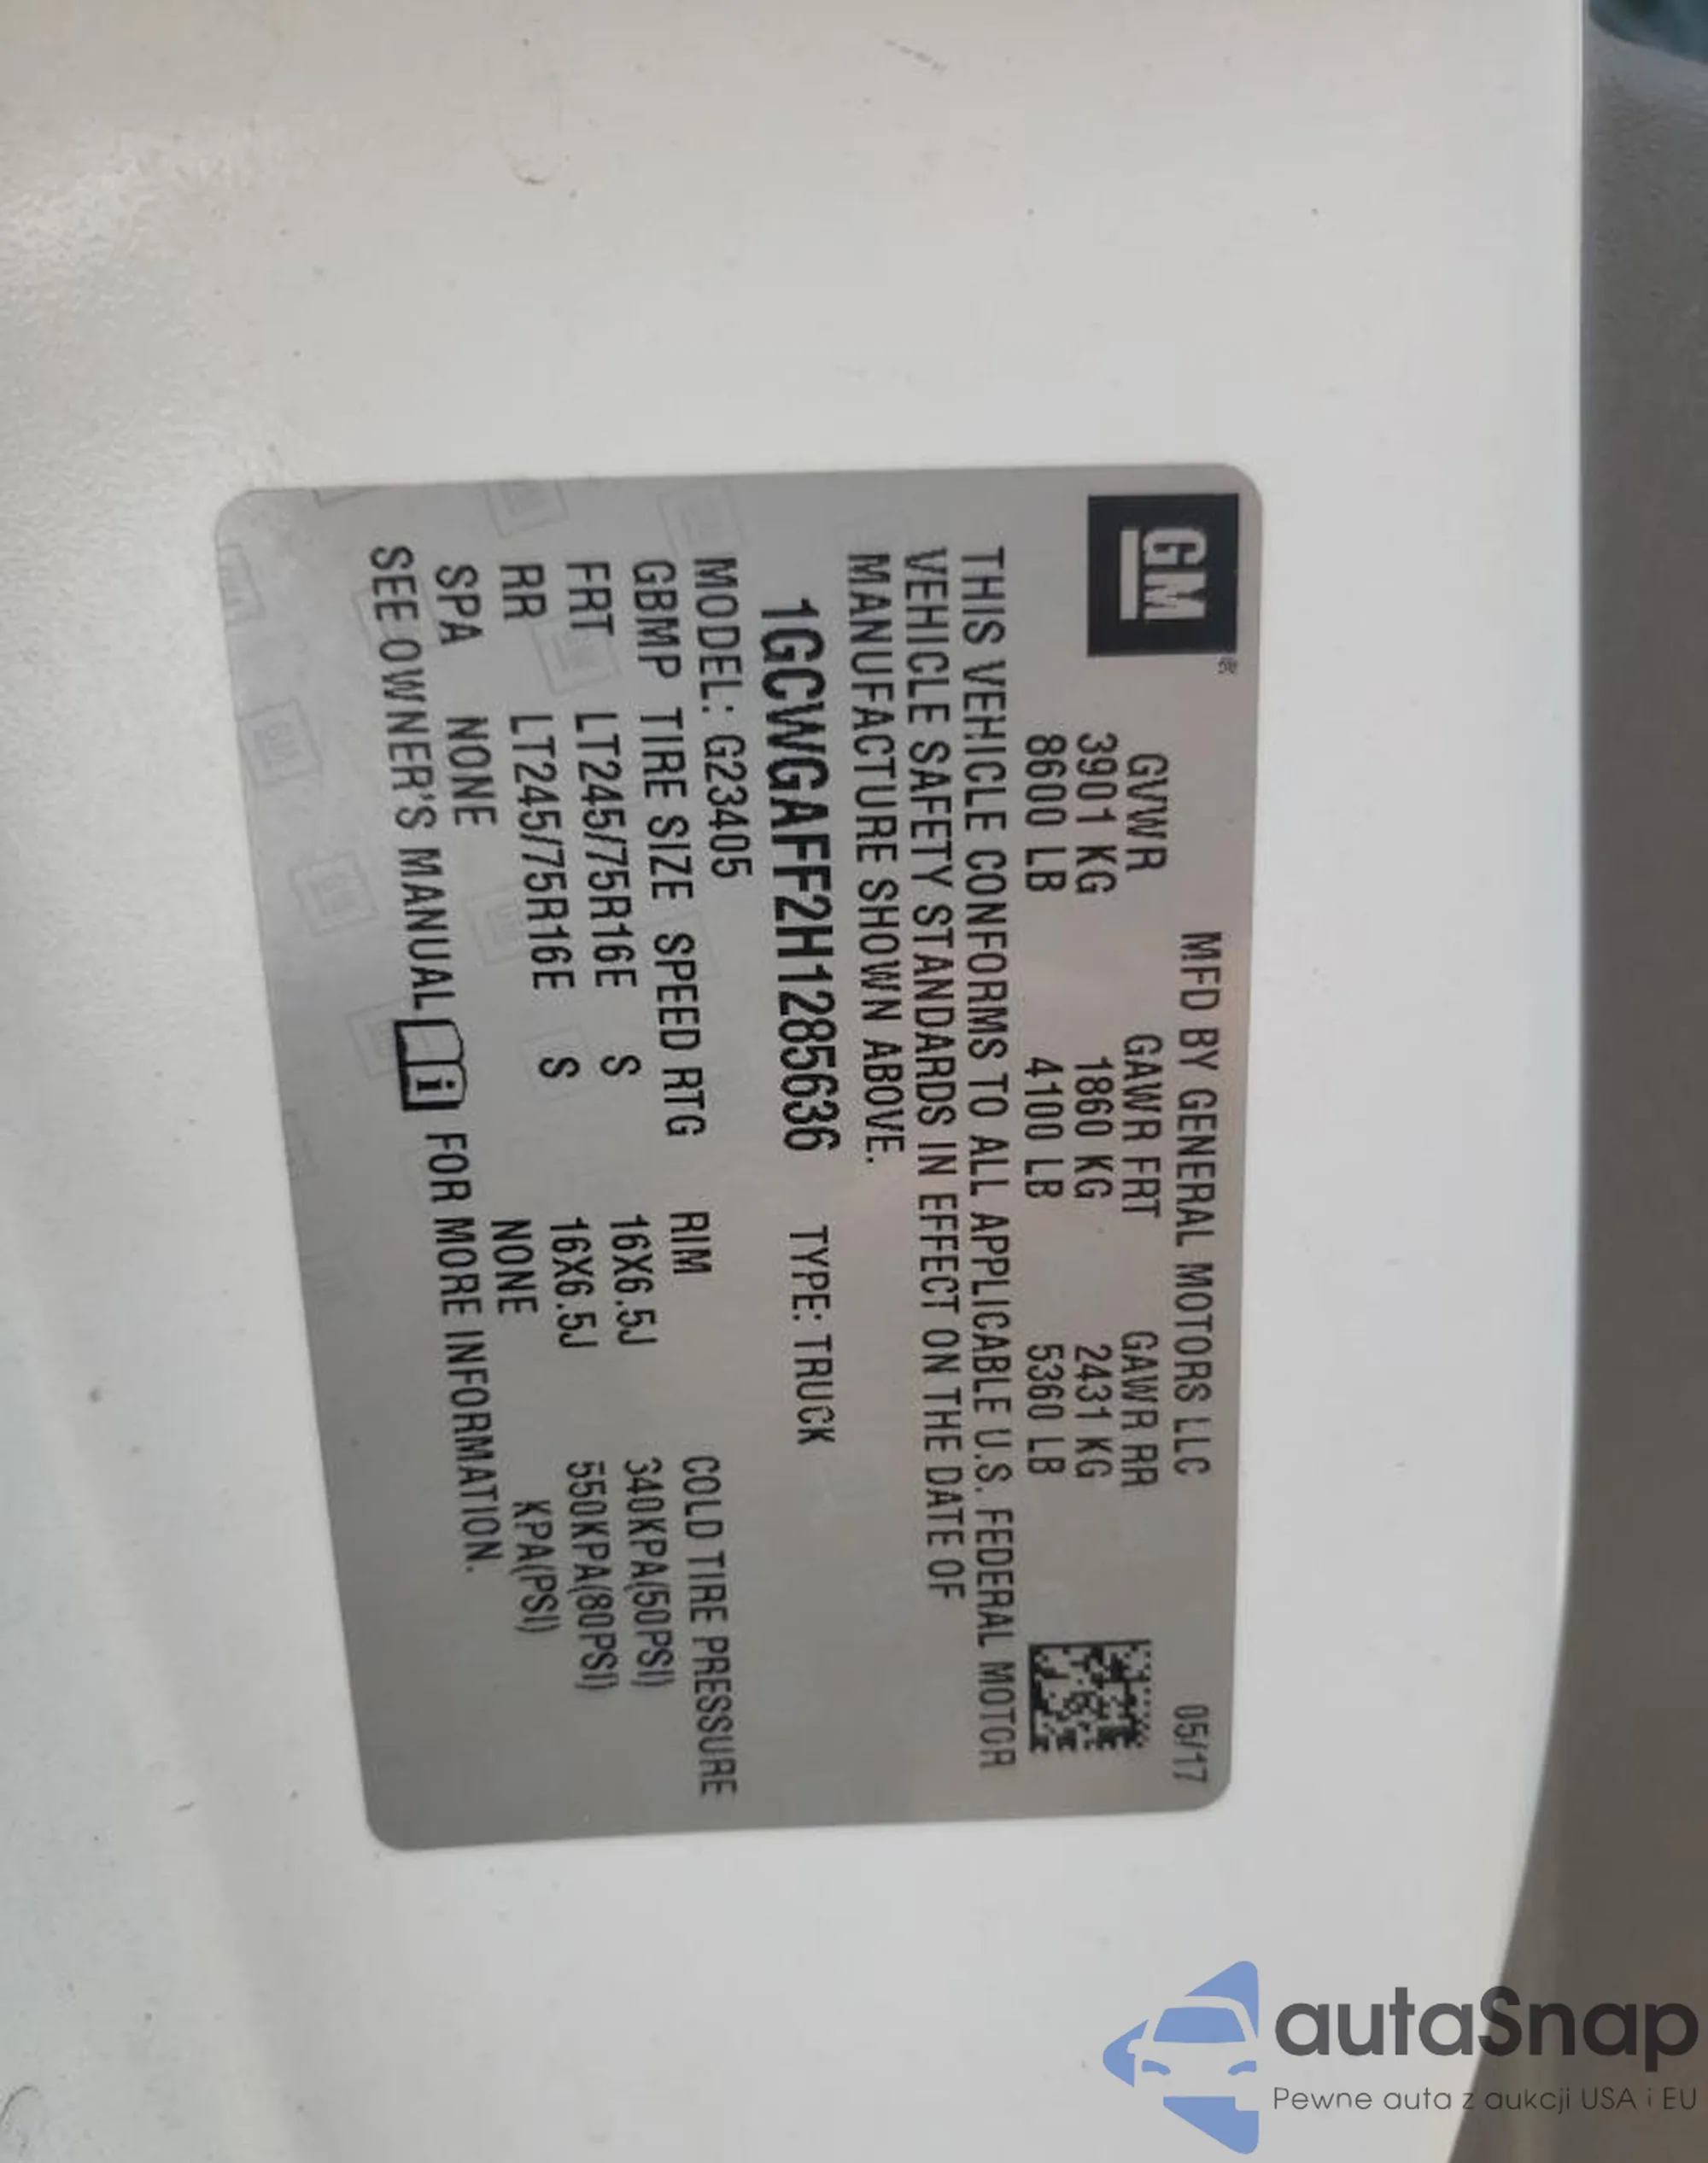 GM®
MFD BY GENERAL MOTORS LLC 05/17
GVWR GAWR FRT GAWR RR
3901 KG 1860 KG 2431 KG
8600 LB 4100 LB 5360 LB
THIS VEHICLE CONFORMS TO ALL APPLICABLE U.S. FEDERAL MOTOR
VEHICLE SAFETY STANDARDS IN EFFECT ON THE DATE OF
MANUFACTURE SHOWN ABOVE.
1GCWGAFF2H1285636 TYPE: TRUCK
MODEL: G23405
GBMP TIRE SIZE SPEED RTG RIM COLD TIRE PRESSURE
FRT LT245/75R16E S 16X6.5J 340KPA(50PSI)
RR LT245/75R16E S 16X6.5J 550KPA(80PSI)
SPA NONE NONE KPA(PSI)
SEE OWNER'S MANUAL i FOR MORE INFORMATION.
autaSnap
Pewne auta z aukcji USA i EU